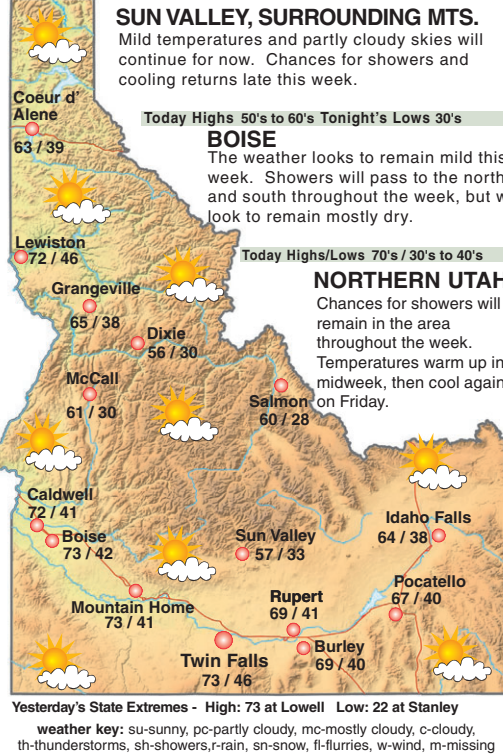 SUN VALLEY, SURROUNDING MTS.
Mild temperatures and partly cloudy skies will
continue for now. Chances for showers and
cooling returns late this week.
Today Highs 50's to 60's Tonight's Lows 30's
BOISE
The weather looks to remain mild this
week. Showers will pass to the north
and south throughout the week, but w
look to remain mostly dry.
Today Highs/Lows 70's / 30's to 40's
NORTHERN UTAH
Chances for showers will
remain in the area
throughout the week.
Temperatures warm up in
midweek, then cool again
on Friday.
Coeur d'
Alene
63 / 39
Lewiston
72 / 46
Grangeville
65 / 38
Dixie
56 / 30
McCall
61 / 30
Salmon
60 / 28
Caldwell
72 / 41
Boise
73 / 42
Sun Valley
57 / 33
Idaho Falls
64 / 38
Pocatello
67 / 40
Mountain Home
73 / 41
Rupert
69 / 41
Burley
69 / 40
Twin Falls
73 / 46
Yesterday's State Extremes - High: 73 at Lowell Low: 22 at Stanley
weather key: su-sunny, pc-partly cloudy, mc-mostly cloudy, c-cloudy,
th-thunderstorms, sh-showers,r-rain, sn-snow, fl-flurries, w-wind, m-missing